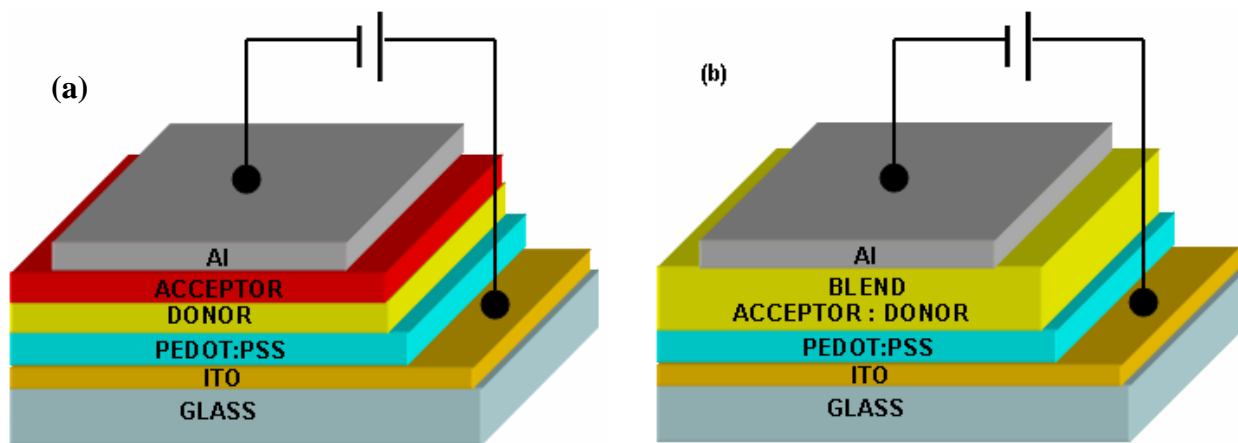 (a)
Al
ACCEPTOR
DONOR
PEDOT:PSS
ITO
GLASS
(b)
Al
BLEND
ACCEPTOR : DONOR
PEDOT:PSS
ITO
GLASS